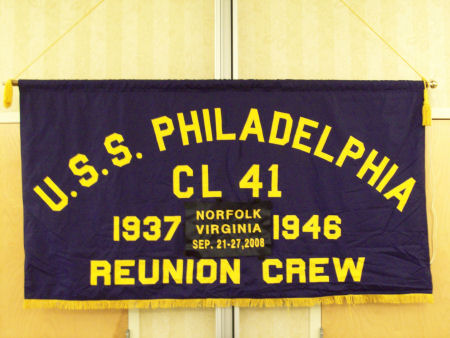 U.S.S. PHILADELPHIA
CL 41
1937 1946
NORFOLK
VIRGINIA
SEP. 21-27,2008
REUNION CREW